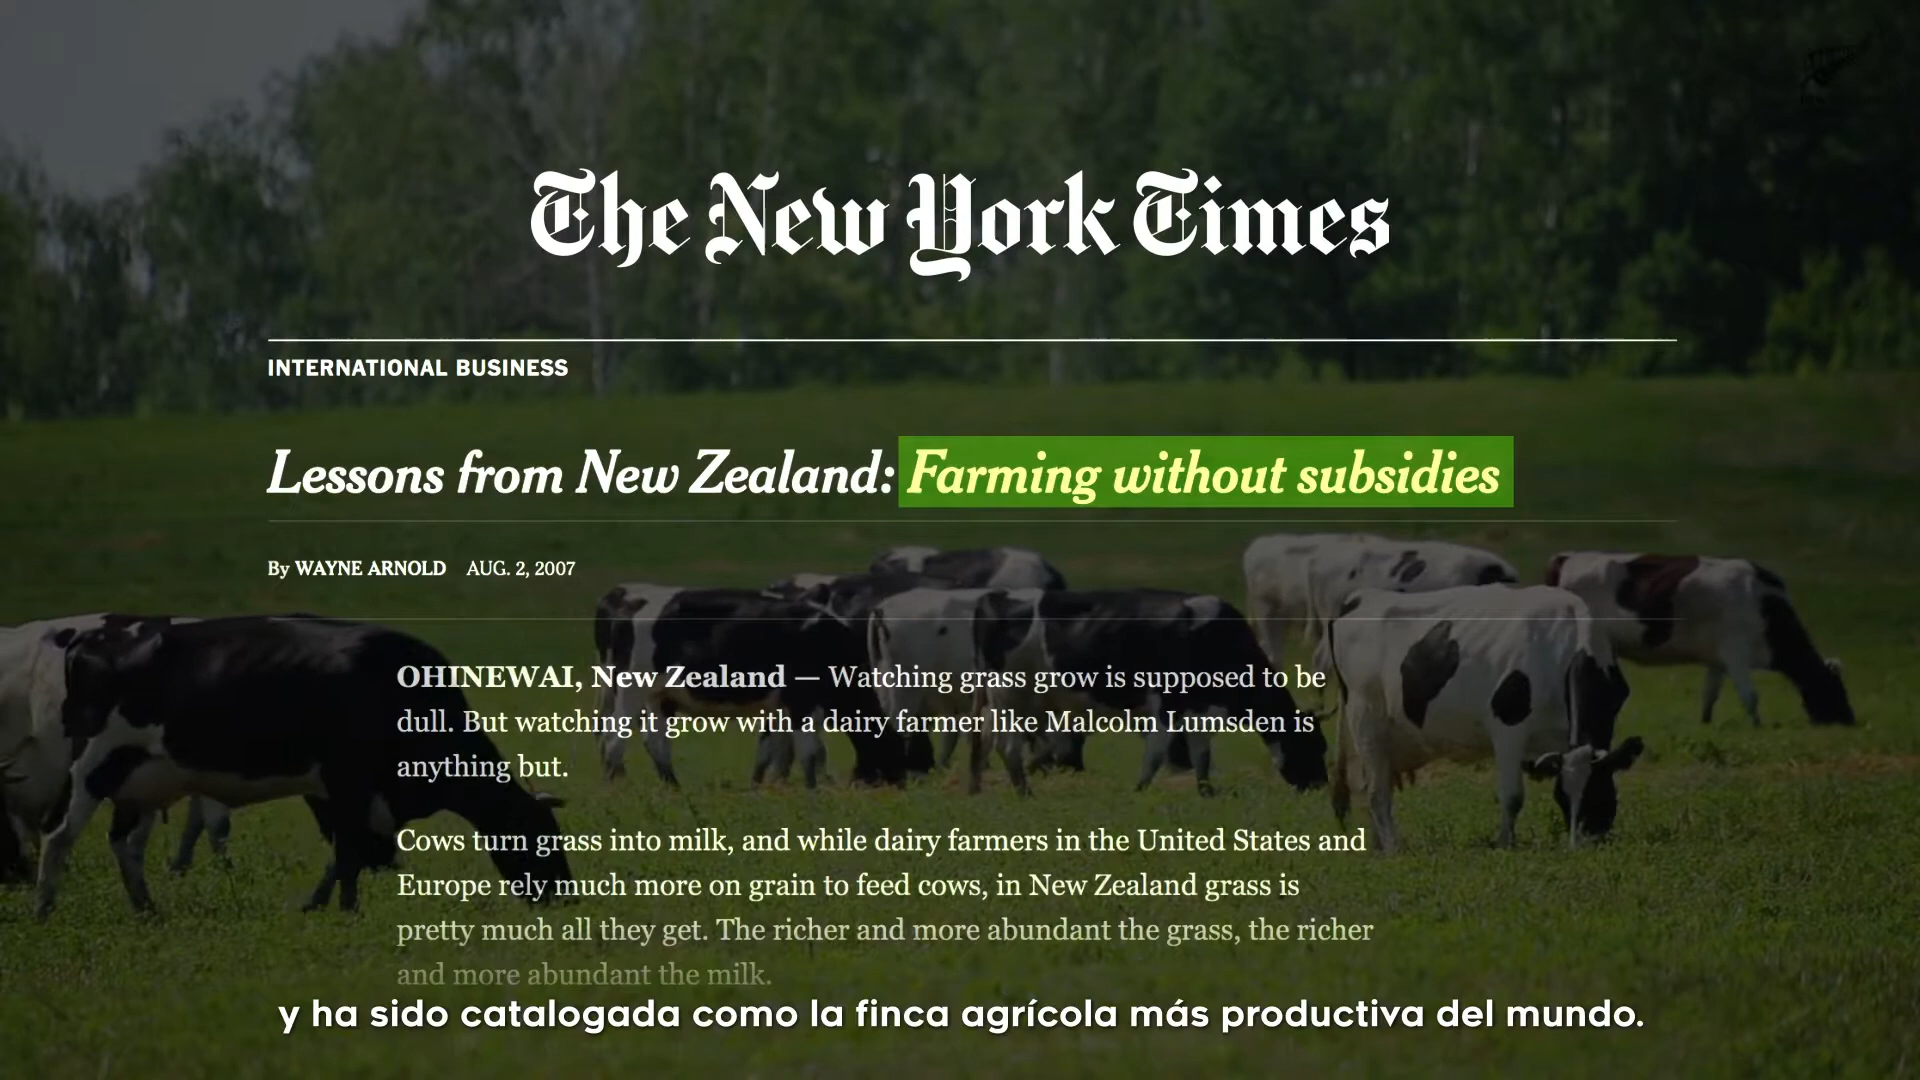 The New York Times
INTERNATIONAL BUSINESS
Lessons from New Zealand: Farming without subsidies
By WAYNE ARNOLD AUG. 2, 2007
OHINEWAI, New Zealand — Watching grass grow is supposed to be
dull. But watching it grow with a dairy farmer like Malcolm Lumsden is
anything but.
Cows turn grass into milk, and while dairy farmers in the United States and
Europe rely much more on grain to feed cows, in New Zealand grass is
pretty much all they get. The richer and more abundant the grass, the richer
and more abundant the milk.
y ha sido catalogada como la finca agrícola más productiva del mundo.